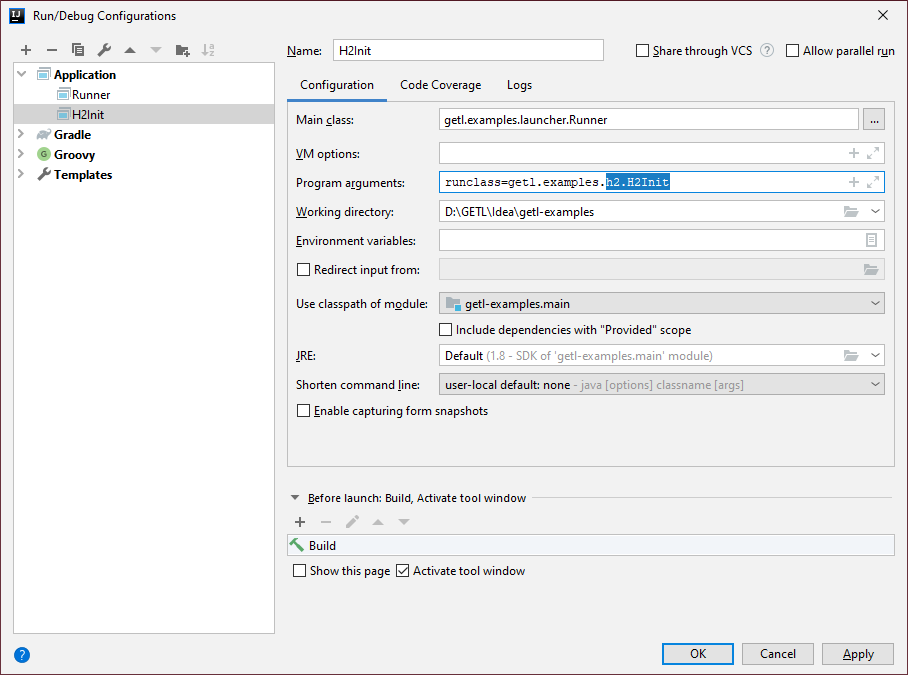 Run/Debug Configurations
Name: H2Init Share through VCS ? Allow parallel run
Application
Runner
H2Init
Gradle
G Groovy
Templates
Configuration Code Coverage Logs
Main class: getl.examples.launcher.Runner ...
VM options:
Program arguments: runclass=getl.examples.h2.H2Init
Working directory: D:\GETL\Idea\getl-examples
Environment variables:
Redirect input from:
Use classpath of module: getl-examples.main
Include dependencies with "Provided" scope
JRE: Default (1.8 - SDK of 'getl-examples.main' module)
Shorten command line: user-local default: none - java [options] classname [args]
Enable capturing form snapshots
Before launch: Build, Activate tool window
Build
Show this page Activate tool window
? OK Cancel Apply